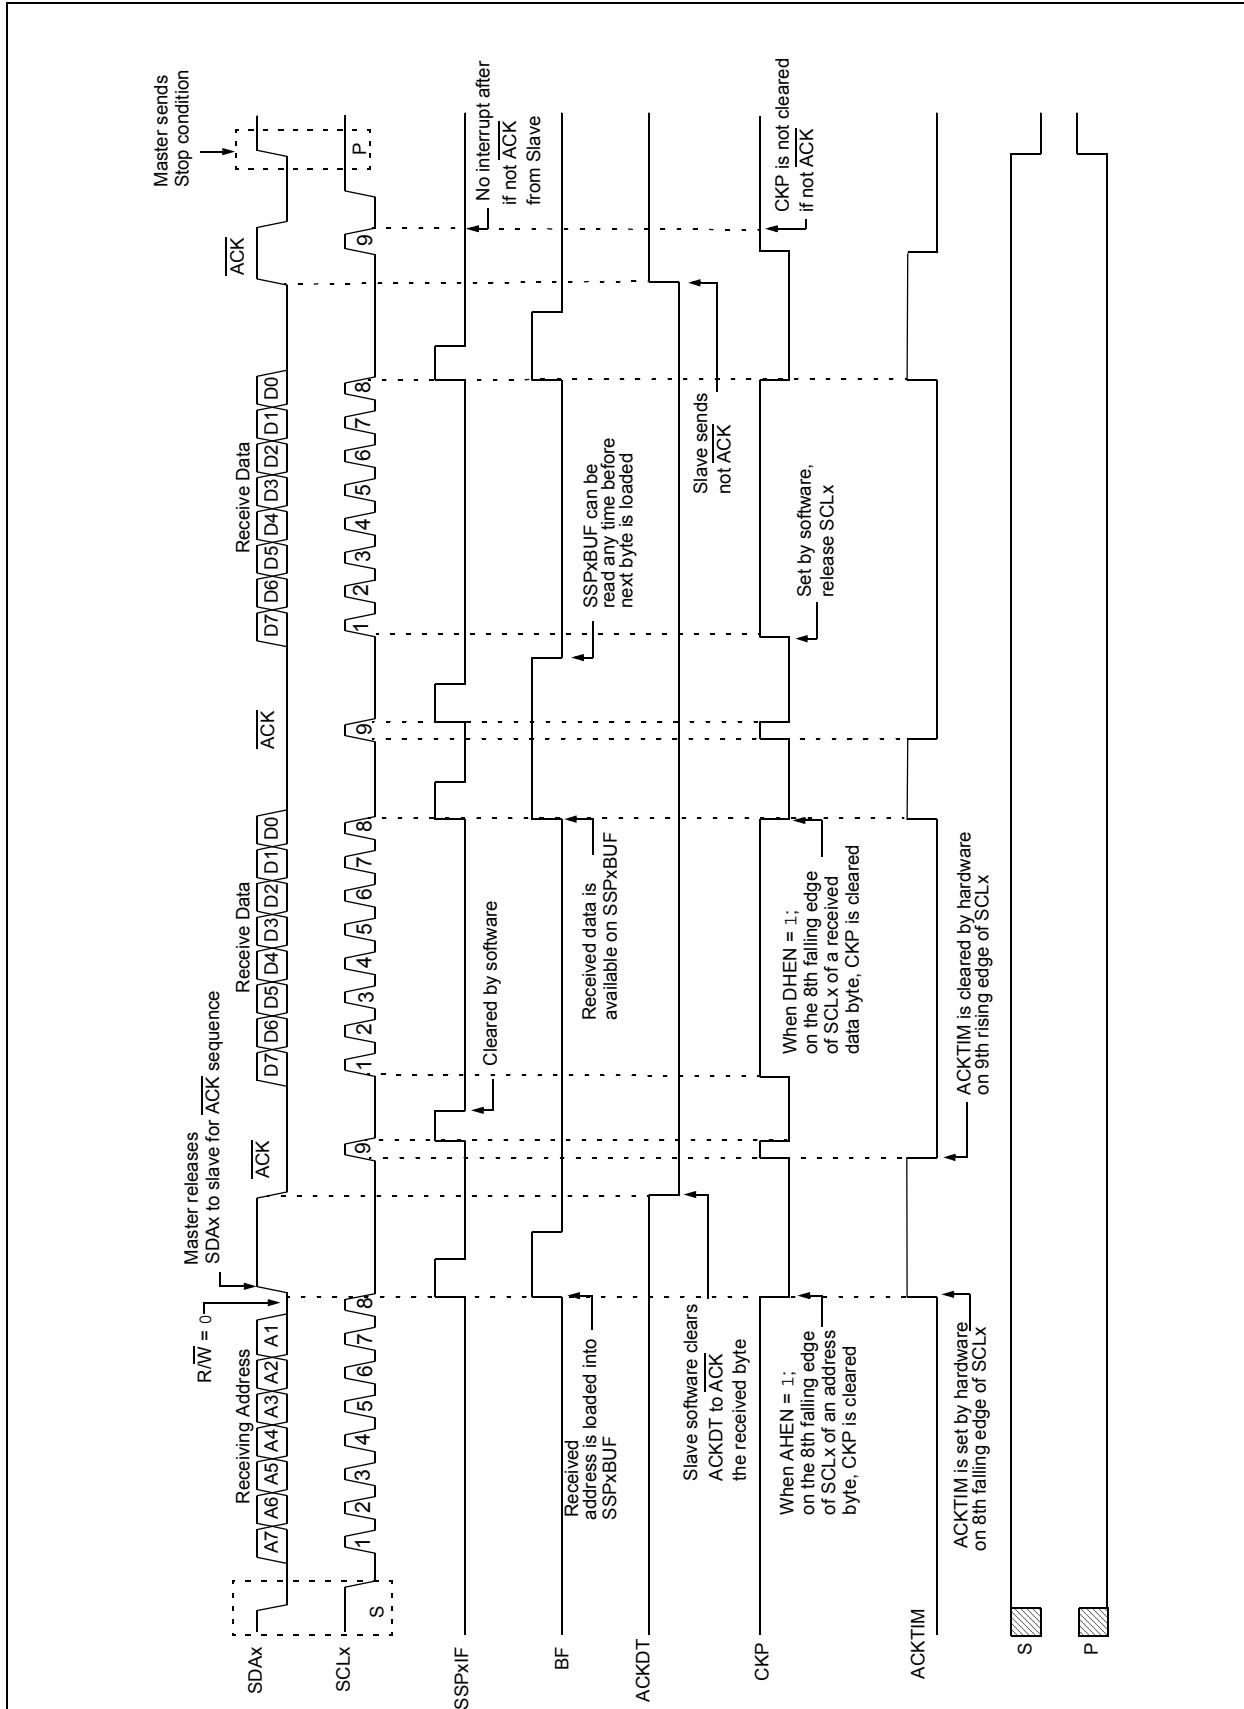 Master sends
Stop condition
Master releases
SDAx to slave for ACK sequence
R/W = 0
Receiving Address
Receive Data
Receive Data
ACK
ACK
ACK
SDAx
A7 A6 A5 A4 A3 A2 A1
D7 D6 D5 D4 D3 D2 D1 D0
D7 D6 D5 D4 D3 D2 D1 D0
SCLx
S
1 2 3 4 5 6 7 8 9
1 2 3 4 5 6 7 8 9
1 2 3 4 5 6 7 8 9
P
SSPxIF
Cleared by software
No interrupt after
if not ACK
from Slave
BF
Received
address is loaded into
SSPxBUF
Received data is
available on SSPxBUF
SSPxBUF can be
read any time before
next byte is loaded
ACKDT
Slave software clears
ACKDT to ACK
the received byte
Slave sends
not ACK
CKP
When AHEN = 1;
on the 8th falling edge
of SCLx of an address
byte, CKP is cleared
When DHEN = 1;
on the 8th falling edge
of SCLx of a received
data byte, CKP is cleared
Set by software,
release SCLx
CKP is not cleared
if not ACK
ACKTIM
ACKTIM is set by hardware
on 8th falling edge of SCLx
ACKTIM is cleared by hardware
on 9th rising edge of SCLx
S
P